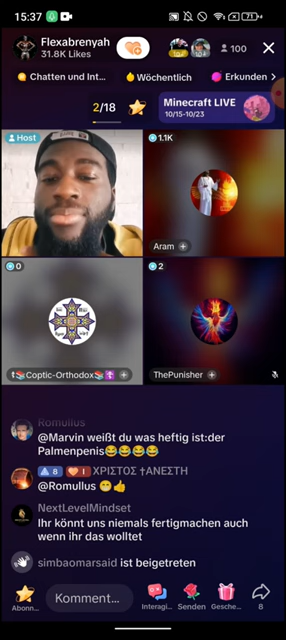 15:37
71
Flexabrenyah
31.8K Likes
100
Chatten und Int...
Wöchentlich
Erkunden
2/18
Minecraft LIVE
10/15-10/23
Host
1.1K
Aram
0
2
Coptic-Orthodox
ThePunisher
Romullus
@Marvin weißt du was heftig ist:der
Palmenpenis😂😂😂😂
8 1 ΧΡΙΣΤΟΣ †ΑΝΕΣΤΗ
@Romullus 😁👍
NextLevelMindset
Ihr könnt uns niemals fertigmachen auch
wenn ihr das wolltet
simbaomarsaid ist beigetreten
Kommentar...
Abonn...
Interagi...
Senden
Gesche...
8